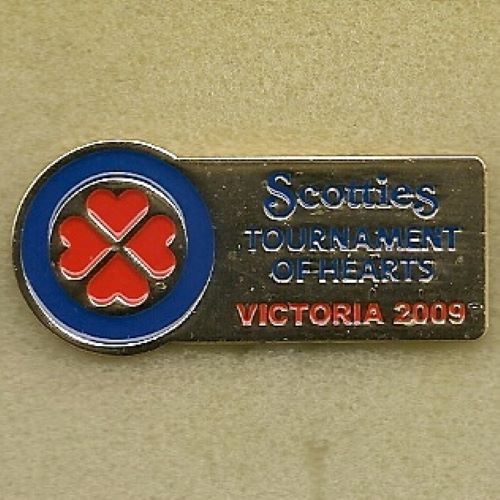 Scotties
TOURNAMENT
OF HEARTS
VICTORIA 2009